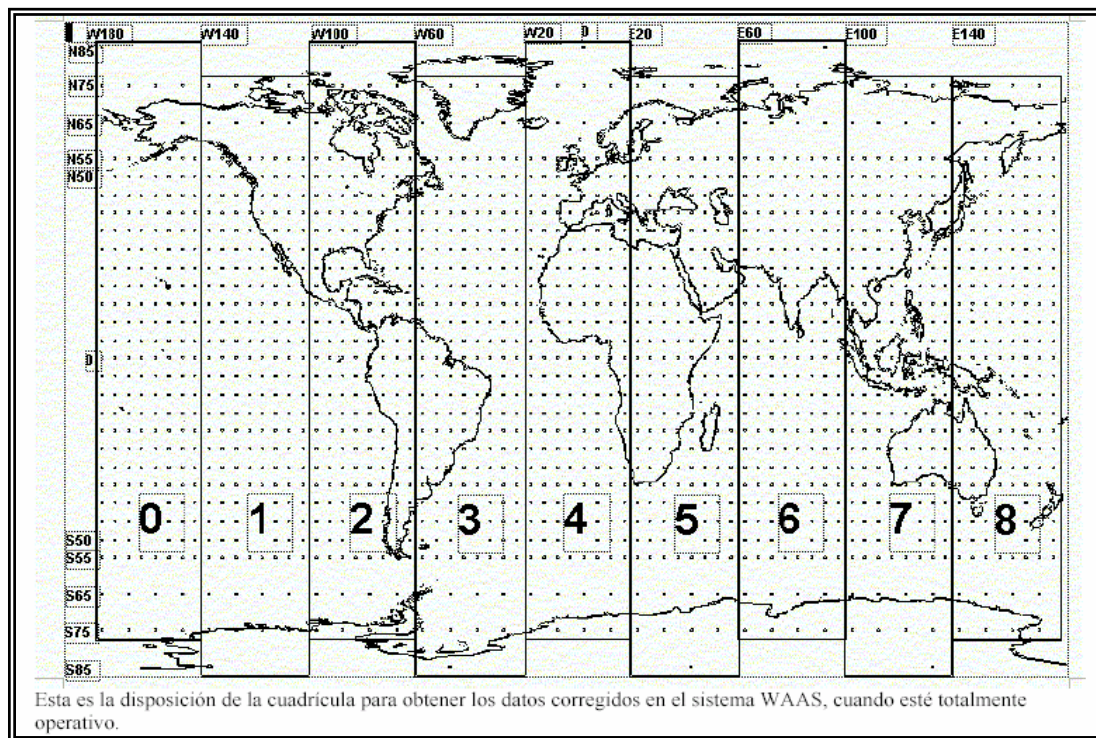 W180 W140 W100 W60 W20 0 E20 E60 E100 E140
N85
N75
N65
N55
N50
0
0 1 2 3 4 5 6 7 8
S50
S55
S65
S75
S85
Esta es la disposición de la cuadrícula para obtener los datos corregidos en el sistema WAAS, cuando esté totalmente
operativo.